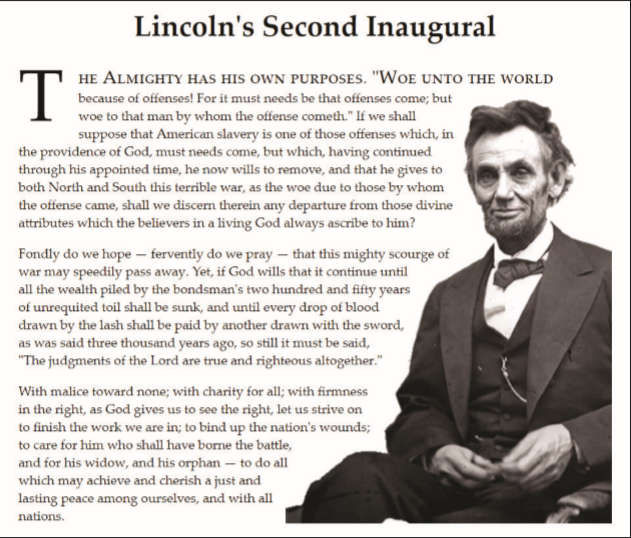 Lincoln's Second Inaugural
THE ALMIGHTY HAS HIS OWN PURPOSES. "WOE UNTO THE WORLD
because of offenses! For it must needs be that offenses come; but
woe to that man by whom the offense cometh." If we shall
suppose that American slavery is one of those offenses which, in
the providence of God, must needs come, but which, having continued
through his appointed time, he now wills to remove, and that he gives to
both North and South this terrible war, as the woe due to those by whom
the offense came, shall we discern therein any departure from those divine
attributes which the believers in a living God always ascribe to him?
Fondly do we hope — fervently do we pray — that this mighty scourge of
war may speedily pass away. Yet, if God wills that it continue until
all the wealth piled by the bondsman's two hundred and fifty years
of unrequited toil shall be sunk, and until every drop of blood
drawn by the lash shall be paid by another drawn with the sword,
as was said three thousand years ago, so still it must be said,
"The judgments of the Lord are true and righteous altogether."
With malice toward none; with charity for all; with firmness
in the right, as God gives us to see the right, let us strive on
to finish the work we are in; to bind up the nation's wounds;
to care for him who shall have borne the battle,
and for his widow, and his orphan — to do all
which may achieve and cherish a just and
lasting peace among ourselves, and with all
nations.